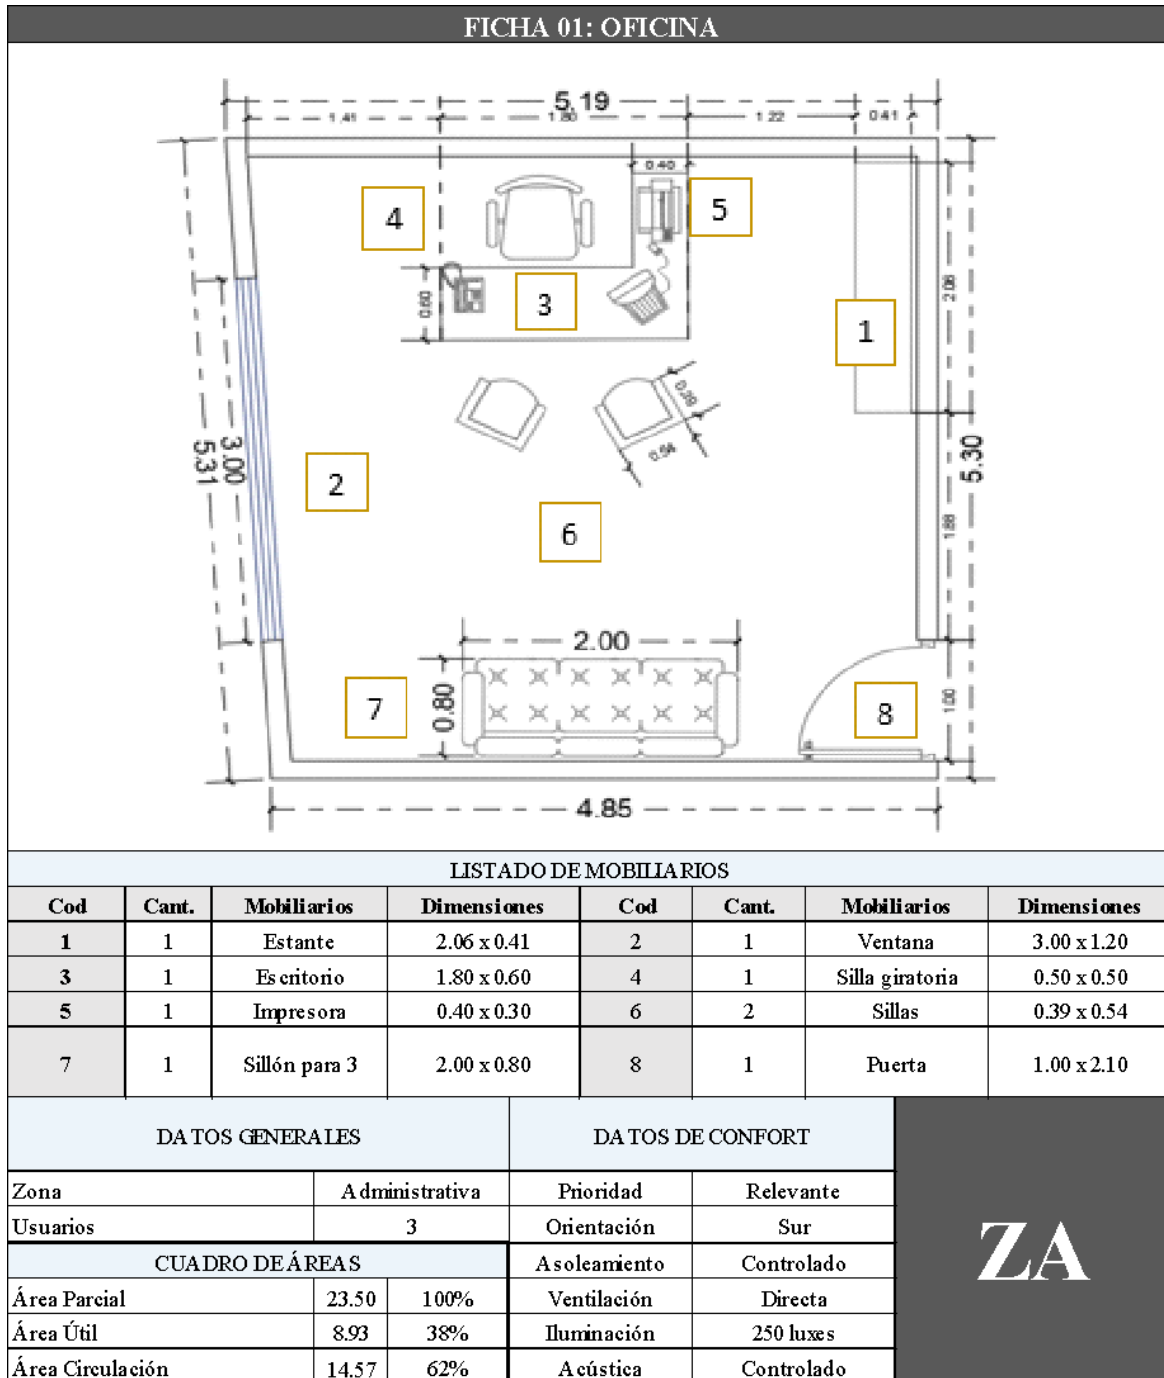 FICHA 01: OFICINA
5.19
1.41
1.80
1.22
0.41
0.40
4
5
2.06
0.60
3
1
0.39
0.54
3.00
5.31
5.30
2
6
1.88
2.00
7
0.80
8
1.00
4.85
LISTADO DE MOBILIARIOS
Cod Cant. Mobiliarios Dimensiones Cod Cant. Mobiliarios Dimensiones
1 1 Estante 2.06 x 0.41 2 1 Ventana 3.00 x 1.20
3 1 Escritorio 1.80 x 0.60 4 1 Silla giratoria 0.50 x 0.50
5 1 Impresora 0.40 x 0.30 6 2 Sillas 0.39 x 0.54
7 1 Sillón para 3 2.00 x 0.80 8 1 Puerta 1.00 x 2.10
DATOS GENERALES DATOS DE CONFORT
Zona Administrativa Prioridad Relevante
Usuarios 3 Orientación Sur
CUADRO DE ÁREAS Asoleamiento Controlado
Área Parcial 23.50 100% Ventilación Directa
Área Útil 8.93 38% Iluminación 250 luxes
Área Circulación 14.57 62% Acústica Controlado
ZA